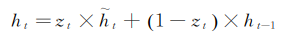 h_t = z_t × h̃_t + (1 − z_t) × h_{t−1}